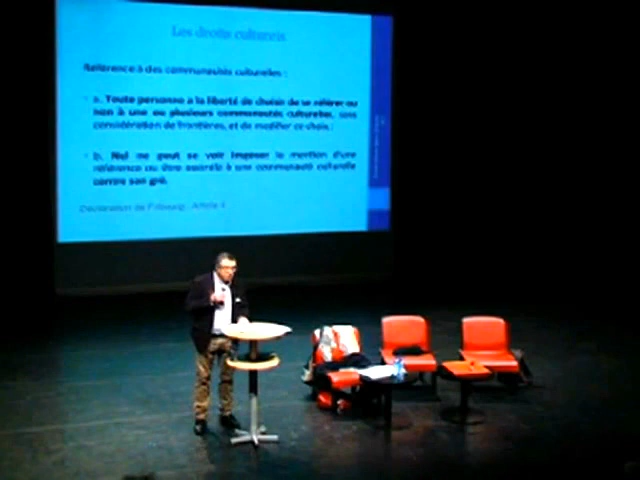 Les droits culturels
Référence à des communautés culturelles :
a. Toute personne a la liberté de choisir de se référer ou
non à une ou plusieurs communautés culturelles, sans
considération de frontières, et de modifier ce choix ;
b. Nul ne peut se voir imposer la mention d'une
référence ou être assimilé à une communauté culturelle
contre son gré.
Déclaration de Fribourg, Article 4